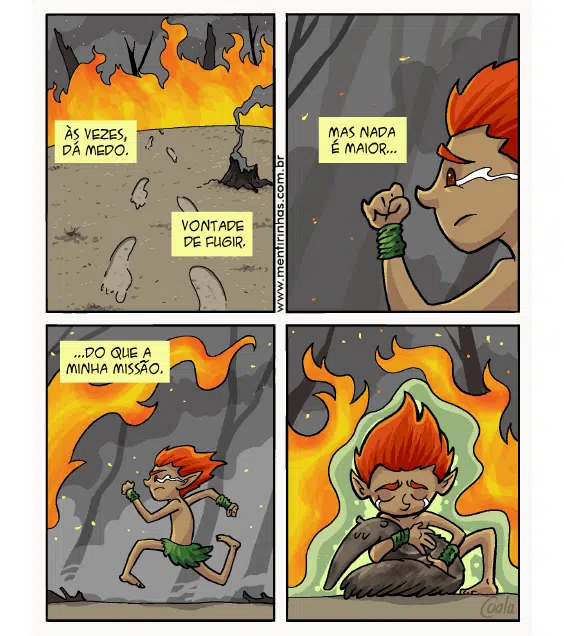 ÀS VEZES,
DÁ MEDO.
VONTADE
DE FUGIR.
www.mentirinhas.com.br
MAS NADA
É MAIOR...
...DO QUE A
MINHA MISSÃO.
Coala